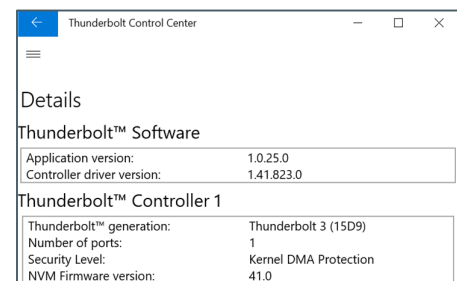 Thunderbolt Control Center
Details
Thunderbolt™ Software
Application version: 1.0.25.0
Controller driver version: 1.41.823.0
Thunderbolt™ Controller 1
Thunderbolt™ generation: Thunderbolt 3 (15D9)
Number of ports: 1
Security Level: Kernel DMA Protection
NVM Firmware version: 41.0